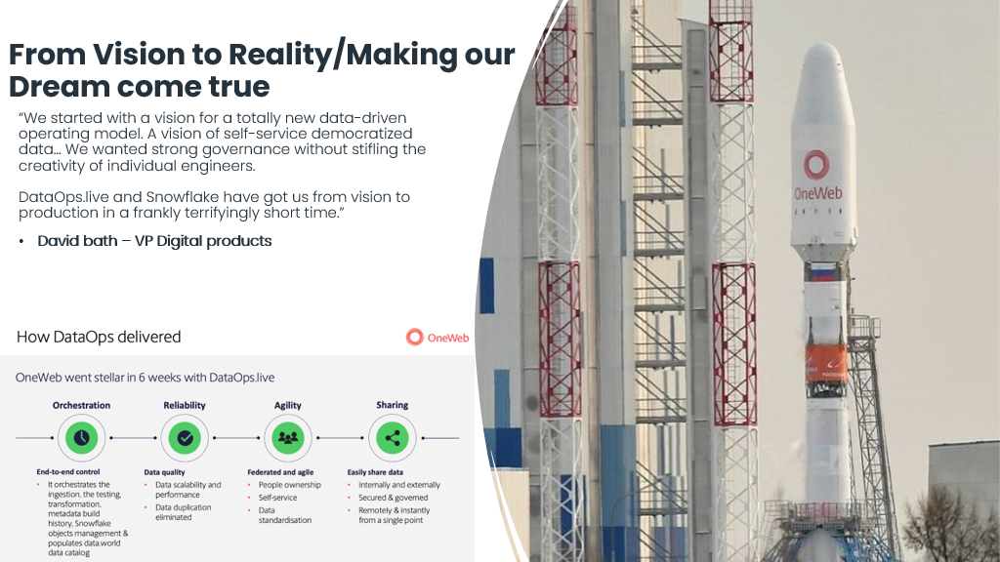 From Vision to Reality/Making our
Dream come true
“We started with a vision for a totally new data-driven
operating model. A vision of self-service democratized
data… We wanted strong governance without stifling the
creativity of individual engineers.
DataOps.live and Snowflake have got us from vision to
production in a frankly terrifyingly short time.”
• David bath – VP Digital products
How DataOps delivered
OneWeb
OneWeb went stellar in 6 weeks with DataOps.live
Orchestration
Reliability
Agility
Sharing
End-to-end control
• It orchestrates the
ingestion, the testing,
transformation,
metadata build
history, Snowflake
objects management &
populates data.world
data catalog
Data quality
• Data scalability and
performance
• Data duplication
eliminated
Federated and agile
• People ownership
• Self-service
• Data
standardisation
Easily share data
• Internally and externally
• Secured & governed
• Remotely & instantly
from a single point
OneWeb